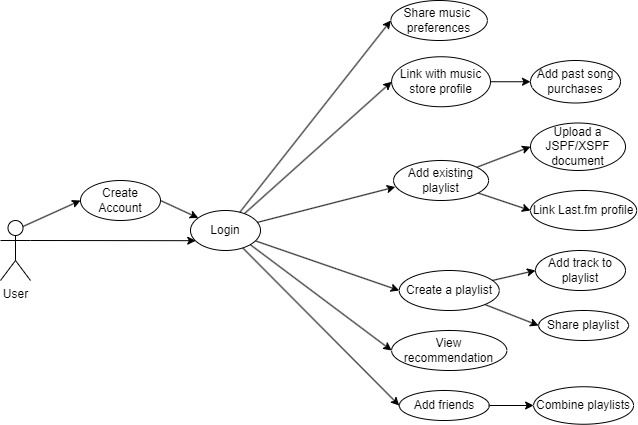 Share music
preferences
Link with music
store profile
Add past song
purchases
Upload a
JSPF/XSPF
document
Add existing
playlist
Create
Account
Link Last.fm profile
Login
User
Add track to
playlist
Create a playlist
Share playlist
View
recommendation
Add friends
Combine playlists